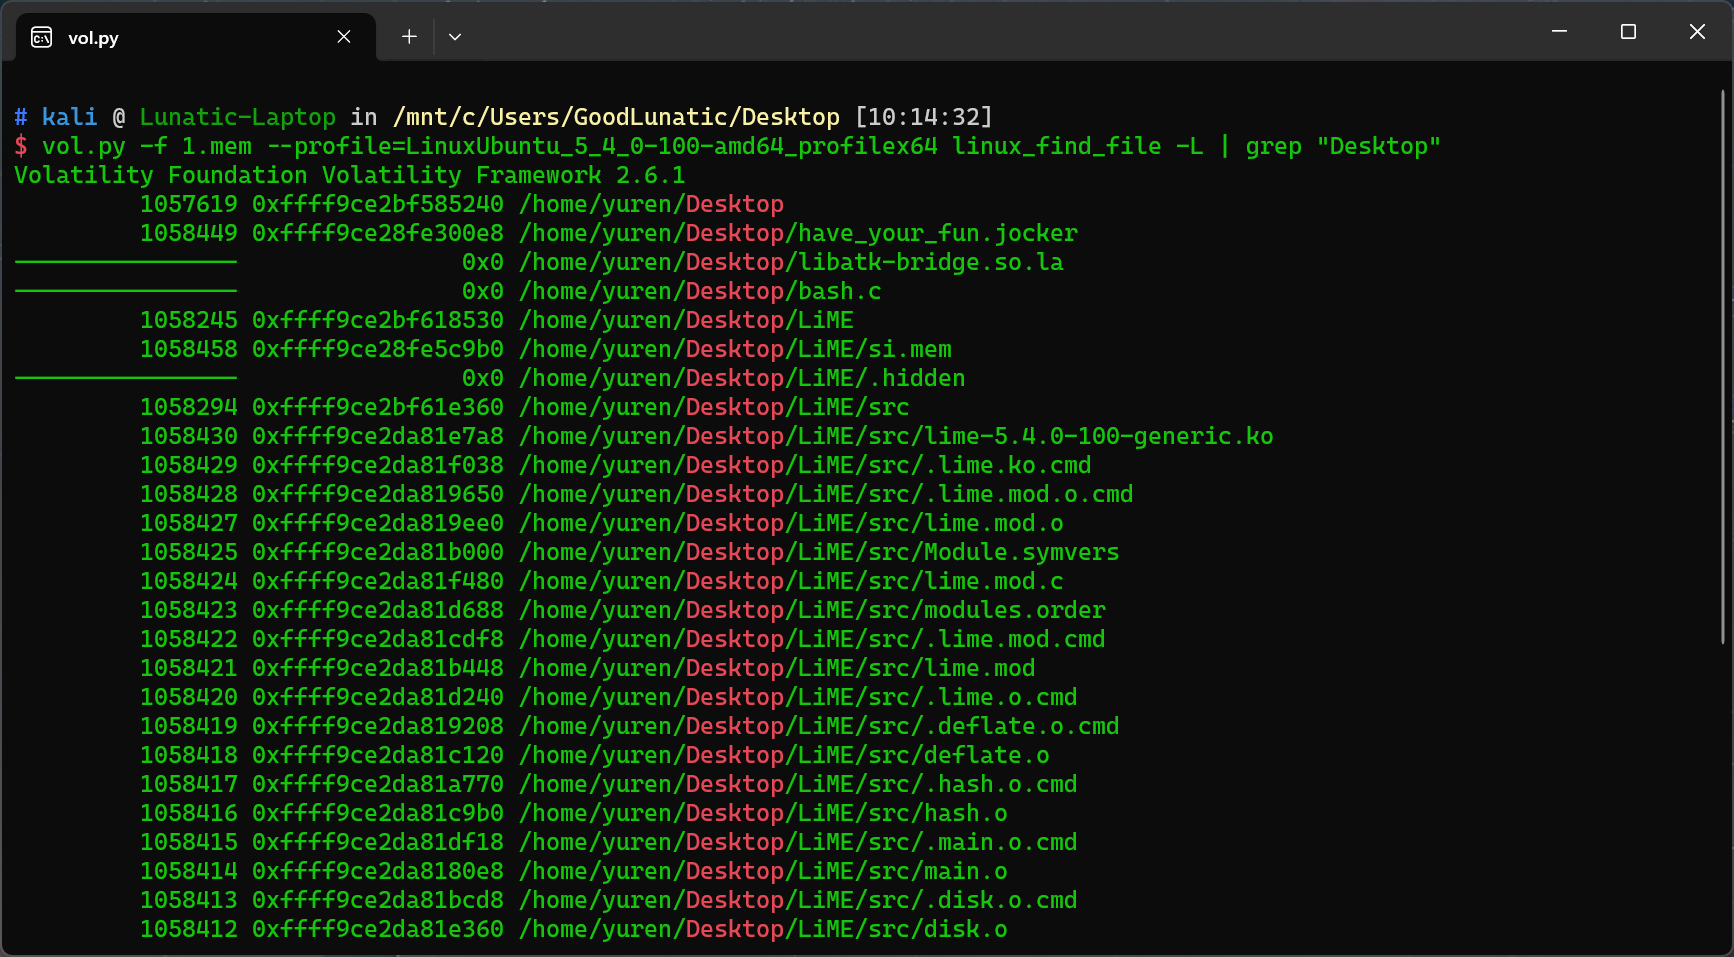 vol.py
# kali @ Lunatic-Laptop in /mnt/c/Users/GoodLunatic/Desktop [10:14:32]
$ vol.py -f 1.mem --profile=LinuxUbuntu_5_4_0-100-amd64_profilex64 linux_find_file -L | grep "Desktop"
Volatility Foundation Volatility Framework 2.6.1
1057619 0xffff9ce2bf585240 /home/yuren/Desktop
1058449 0xffff9ce28fe300e8 /home/yuren/Desktop/have_your_fun.jocker
---------------- 0x0 /home/yuren/Desktop/libatk-bridge.so.la
---------------- 0x0 /home/yuren/Desktop/bash.c
1058245 0xffff9ce2bf618530 /home/yuren/Desktop/LiME
1058458 0xffff9ce28fe5c9b0 /home/yuren/Desktop/LiME/si.mem
---------------- 0x0 /home/yuren/Desktop/LiME/.hidden
1058294 0xffff9ce2bf61e360 /home/yuren/Desktop/LiME/src
1058430 0xffff9ce2da81e7a8 /home/yuren/Desktop/LiME/src/lime-5.4.0-100-generic.ko
1058429 0xffff9ce2da81f038 /home/yuren/Desktop/LiME/src/.lime.ko.cmd
1058428 0xffff9ce2da819650 /home/yuren/Desktop/LiME/src/.lime.mod.o.cmd
1058427 0xffff9ce2da819ee0 /home/yuren/Desktop/LiME/src/lime.mod.o
1058425 0xffff9ce2da81b000 /home/yuren/Desktop/LiME/src/Module.symvers
1058424 0xffff9ce2da81f480 /home/yuren/Desktop/LiME/src/lime.mod.c
1058423 0xffff9ce2da81d688 /home/yuren/Desktop/LiME/src/modules.order
1058422 0xffff9ce2da81cdf8 /home/yuren/Desktop/LiME/src/.lime.mod.cmd
1058421 0xffff9ce2da81b448 /home/yuren/Desktop/LiME/src/lime.mod
1058420 0xffff9ce2da81d240 /home/yuren/Desktop/LiME/src/.lime.o.cmd
1058419 0xffff9ce2da819208 /home/yuren/Desktop/LiME/src/.deflate.o.cmd
1058418 0xffff9ce2da81c120 /home/yuren/Desktop/LiME/src/deflate.o
1058417 0xffff9ce2da81a770 /home/yuren/Desktop/LiME/src/.hash.o.cmd
1058416 0xffff9ce2da81c9b0 /home/yuren/Desktop/LiME/src/hash.o
1058415 0xffff9ce2da81df18 /home/yuren/Desktop/LiME/src/.main.o.cmd
1058414 0xffff9ce2da8180e8 /home/yuren/Desktop/LiME/src/main.o
1058413 0xffff9ce2da81bcd8 /home/yuren/Desktop/LiME/src/.disk.o.cmd
1058412 0xffff9ce2da81e360 /home/yuren/Desktop/LiME/src/disk.o